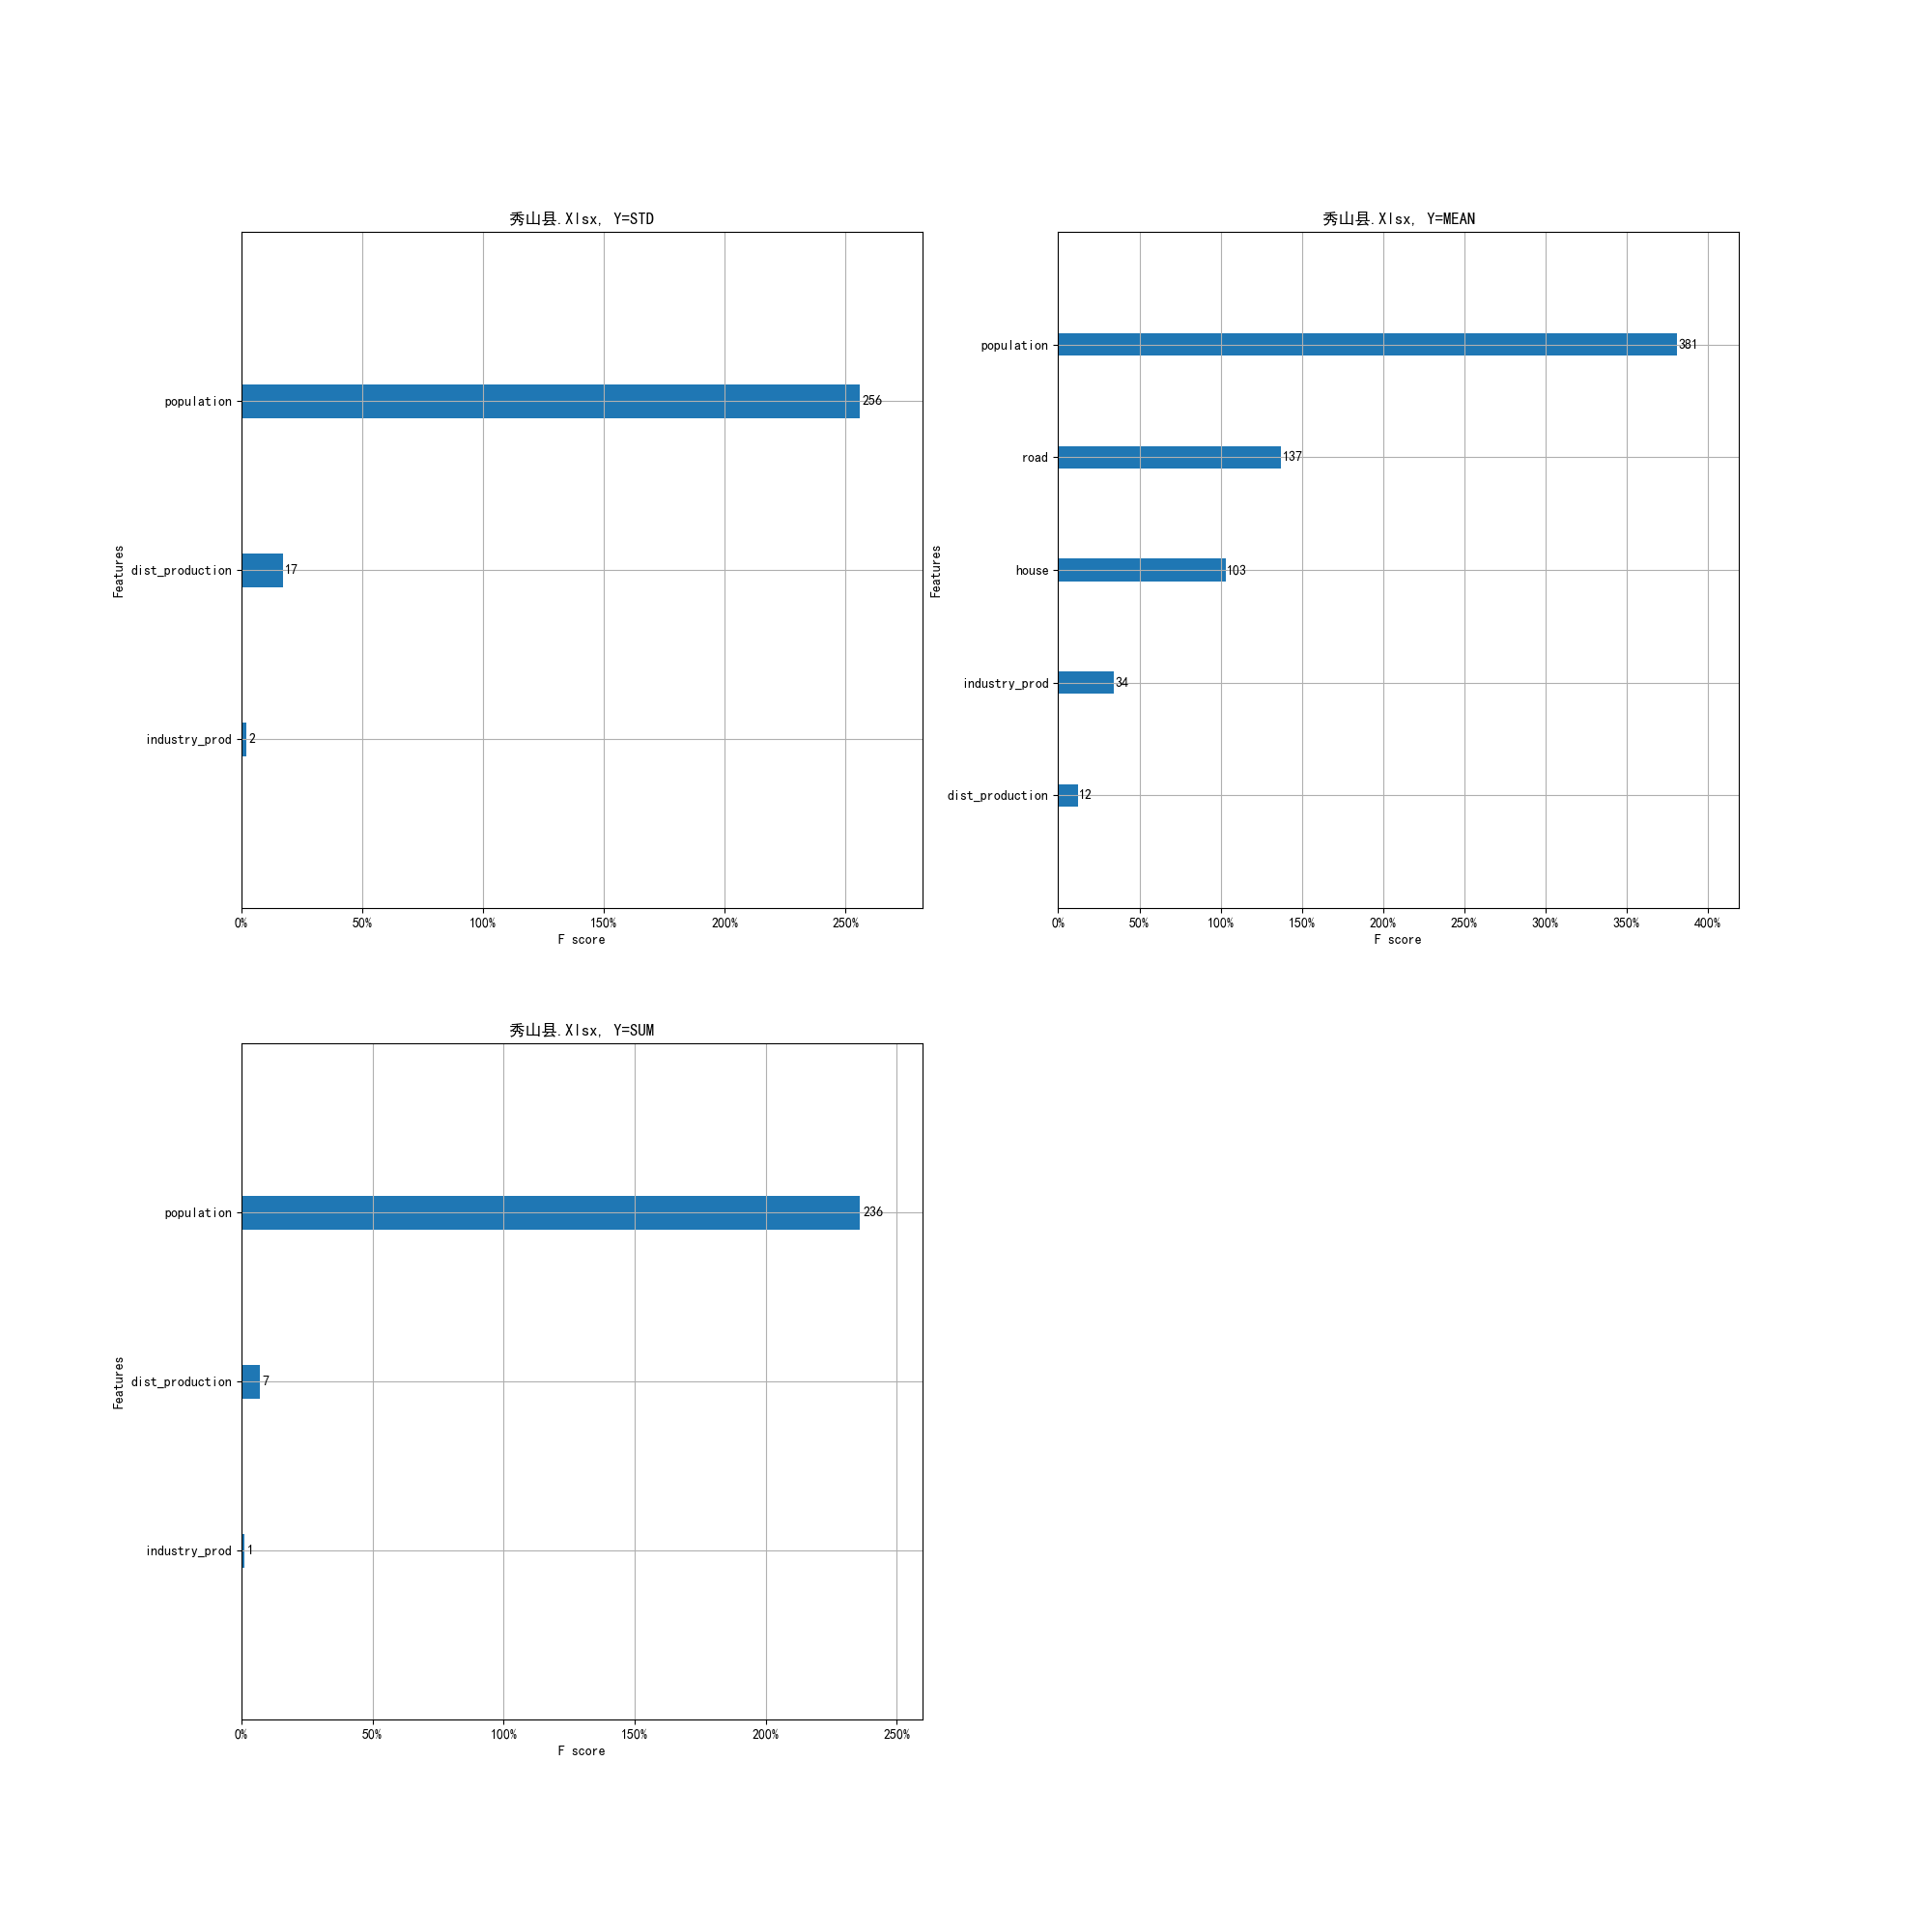 秀山县.Xlsx, Y=STD
Features
population
256
dist_production
17
industry_prod
2
0% 50% 100% 150% 200% 250%
F score
秀山县.Xlsx, Y=MEAN
Features
population
381
road
137
house
103
industry_prod
34
dist_production
12
0% 50% 100% 150% 200% 250% 300% 350% 400%
F score
秀山县.Xlsx, Y=SUM
Features
population
236
dist_production
7
industry_prod
1
0% 50% 100% 150% 200% 250%
F score